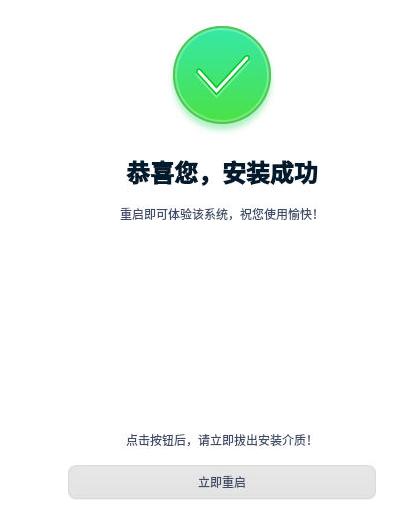 恭喜您，安装成功
重启即可体验该系统，祝您使用愉快！
点击按钮后，请立即拔出安装介质！
立即重启